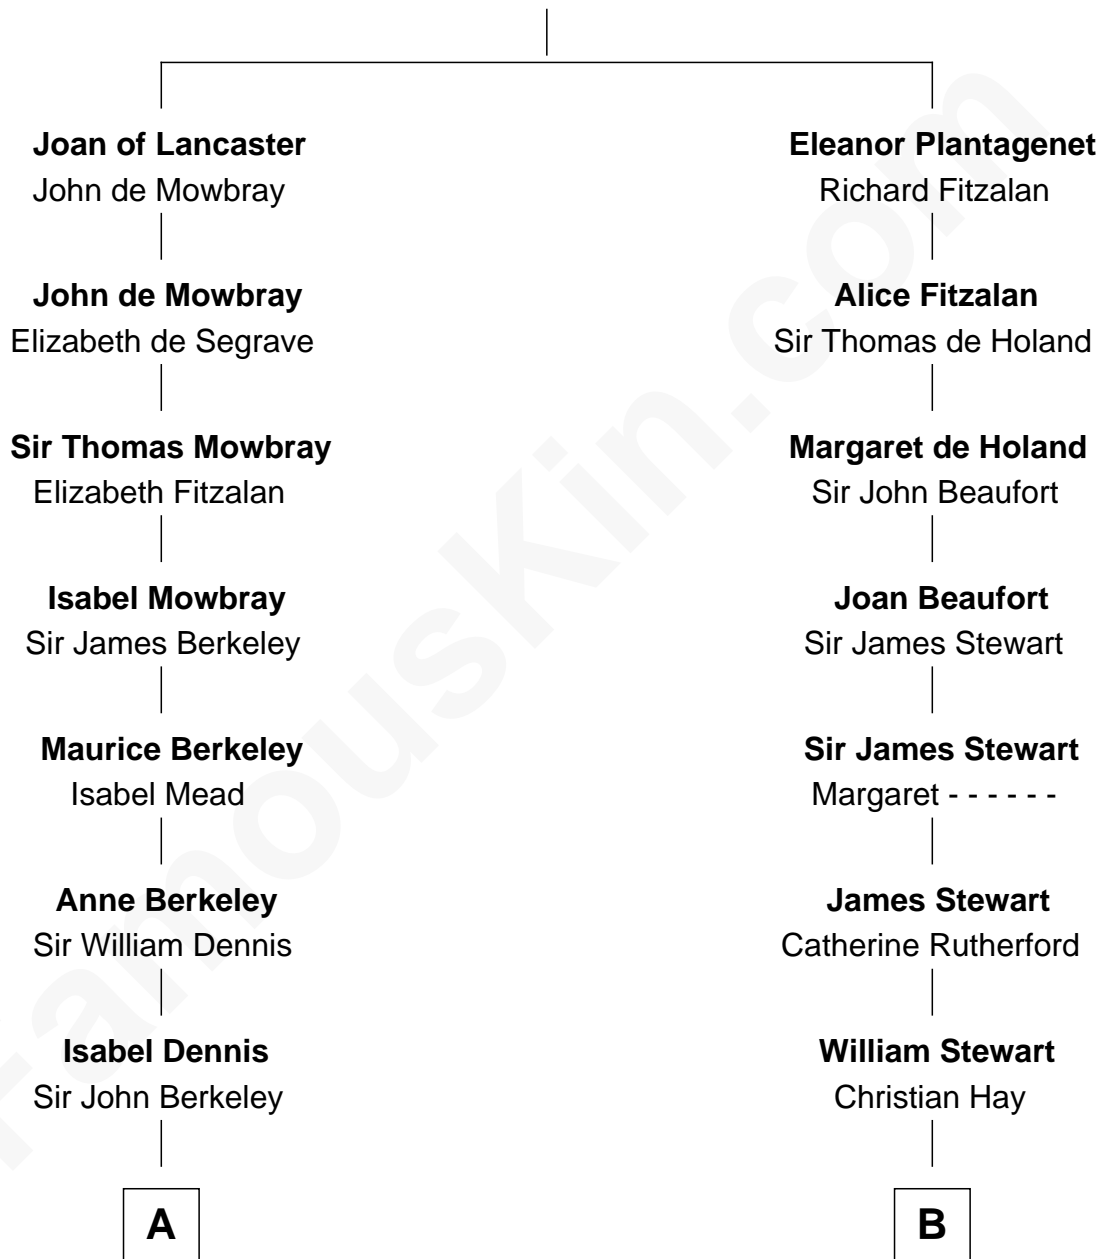 Joan of Lancaster
John de Mowbray
John de Mowbray
Elizabeth de Segrave
Sir Thomas Mowbray
Elizabeth Fitzalan
Isabel Mowbray
Sir James Berkeley
Maurice Berkeley
Isabel Mead
Anne Berkeley
Sir William Dennis
Isabel Dennis
Sir John Berkeley
A
Eleanor Plantagenet
Richard Fitzalan
Alice Fitzalan
Sir Thomas de Holand
Margaret de Holand
Sir John Beaufort
Joan Beaufort
Sir James Stewart
Sir James Stewart
Margaret - - - - - -
James Stewart
Catherine Rutherford
William Stewart
Christian Hay
B
FamousKin.com